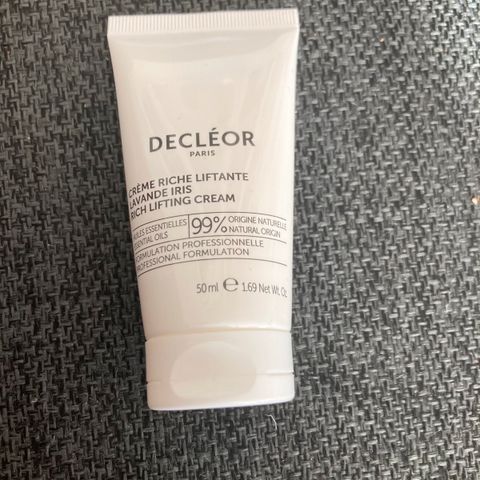 DECLÉOR
PARIS
CRÈME RICHE LIFTANTE
LAVANDE IRIS
RICH LIFTING CREAM
HUILES ESSENTIELLES
ESSENTIAL OILS
99% ORIGINE NATURELLE
NATURAL ORIGIN
FORMULATION PROFESSIONNELLE
PROFESSIONAL FORMULATION
50 ml ℮ 1.69 Net Wt. Oz.